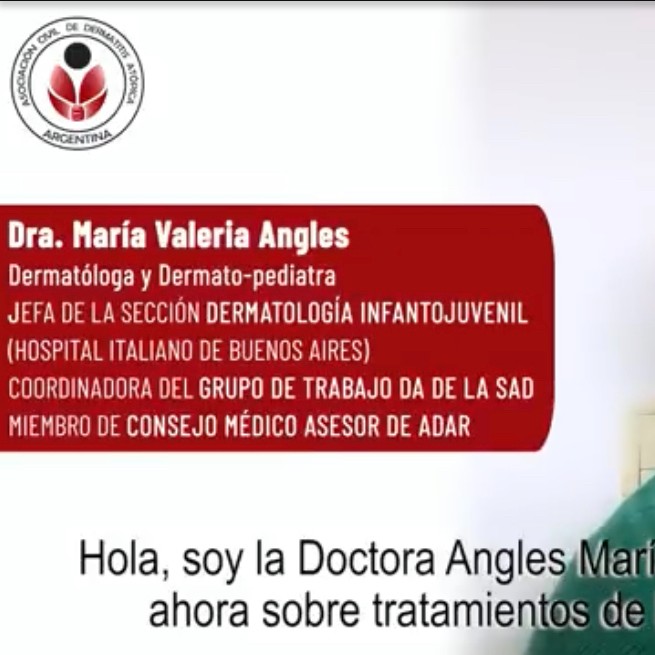 ASOCIACIÓN CIVIL DE DERMATITIS ATÓPICA
ARGENTINA
Dra. María Valeria Angles
Dermatóloga y Dermato-pediatra
JEFA DE LA SECCIÓN DERMATOLOGÍA INFANTOJUVENIL
(HOSPITAL ITALIANO DE BUENOS AIRES)
COORDINADORA DEL GRUPO DE TRABAJO DA DE LA SAD
MIEMBRO DE CONSEJO MÉDICO ASESOR DE ADAR
Hola, soy la Doctora Angles Marí
ahora sobre tratamientos de